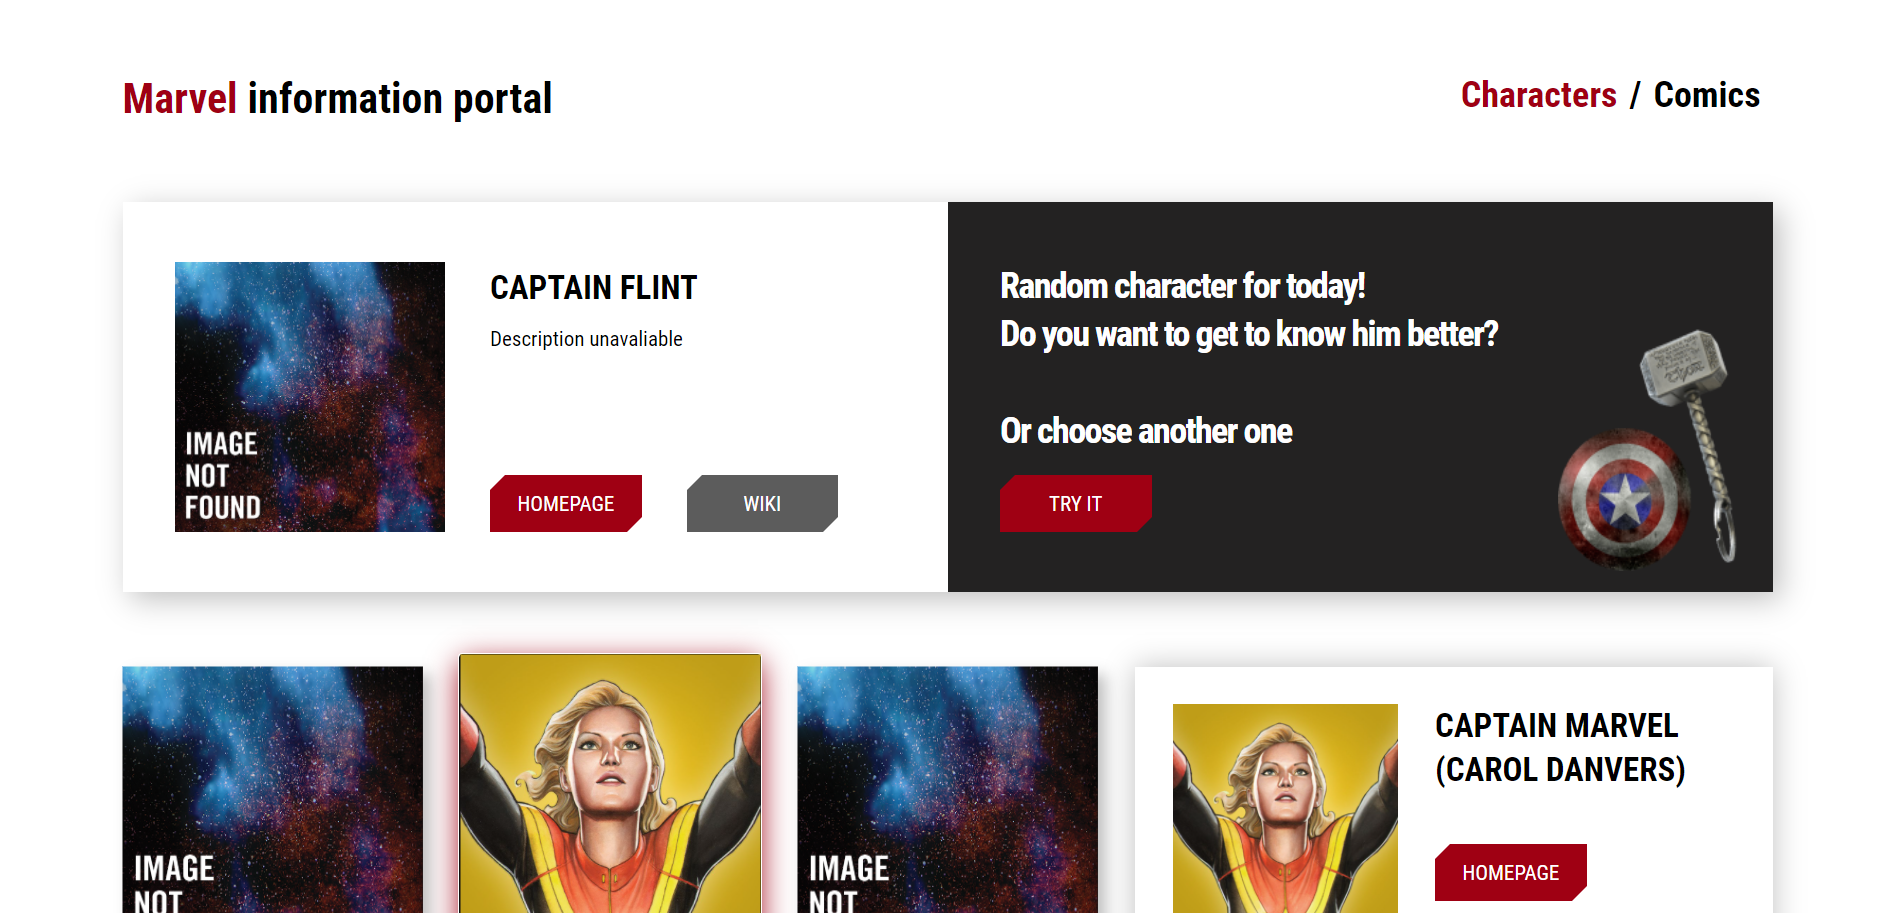 Marvel information portal
Characters / Comics
CAPTAIN FLINT
Description unavaliable
IMAGE
NOT
FOUND
HOMEPAGE
WIKI
Random character for today!
Do you want to get to know him better?
Or choose another one
TRY IT
IMAGE
NOT
IMAGE
NOT
CAPTAIN MARVEL
(CAROL DANVERS)
HOMEPAGE